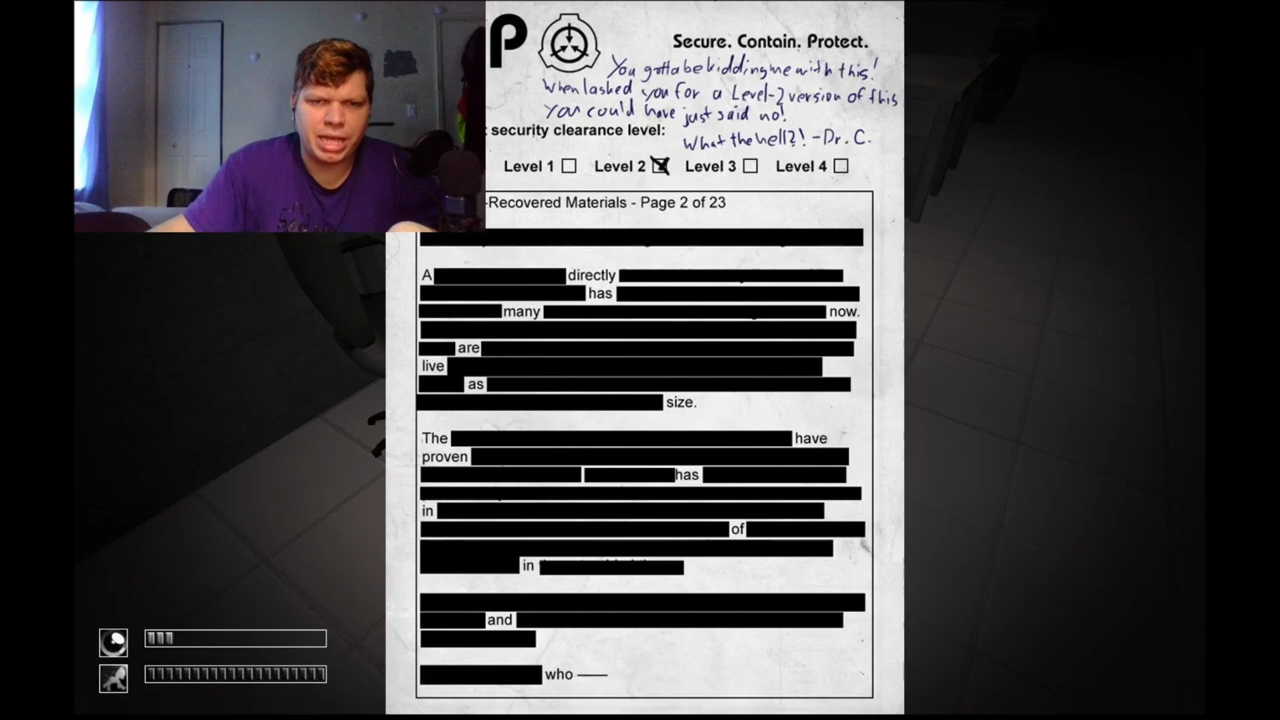 P
Secure. Contain. Protect.
You gotta be kidding me with this!
When I asked you for a Level-2 version of this
You could have just said no!
What the hell?! -Dr. C.
security clearance level:
Level 1 Level 2 Level 3 Level 4
-Recovered Materials - Page 2 of 23
A directly
has
many now.
are
live
as
size.
The have
proven
has
in
of
in
and
who —